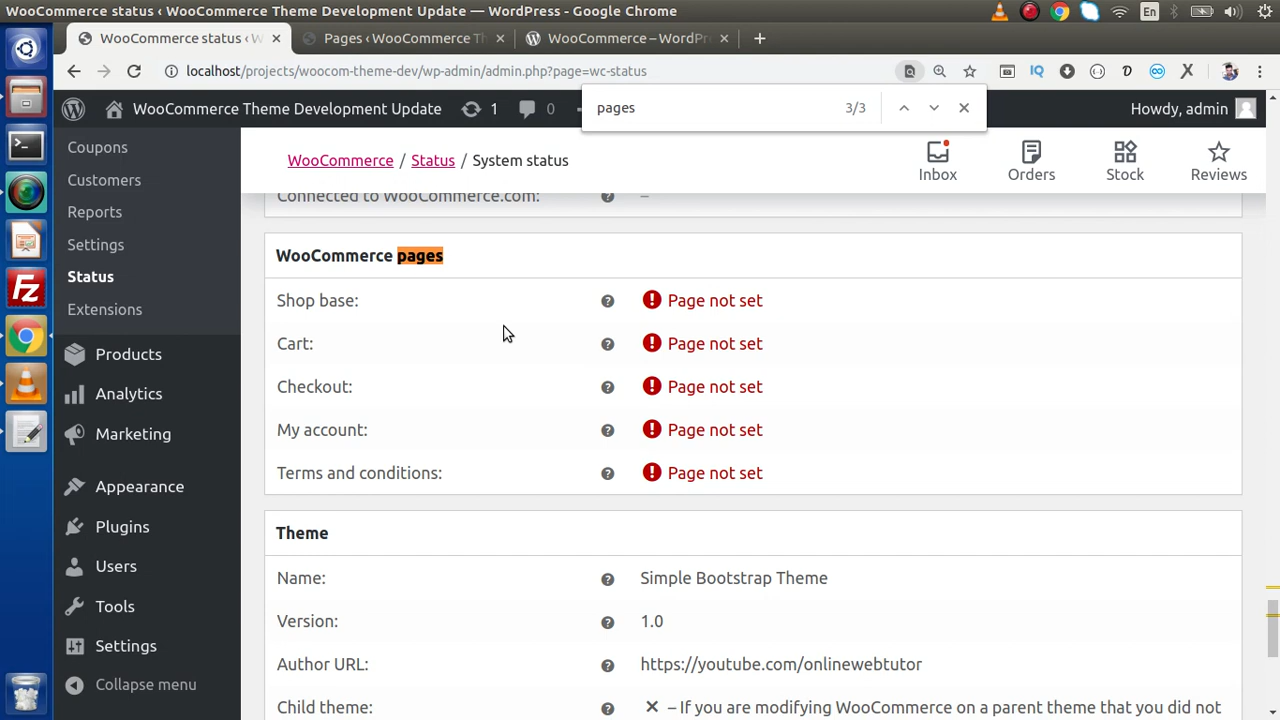 WooCommerce status ‹ WooCommerce Theme Development Update — WordPress - Google Chrome
En
WooCommerce status ‹ W
Pages ‹ WooCommerce Th
WooCommerce – WordPr
localhost/projects/woocom-theme-dev/wp-admin/admin.php?page=wc-status
IQ
WooCommerce Theme Development Update
1
0
pages
3/3
Howdy, admin
Coupons
Customers
Reports
Settings
Status
Extensions
Products
Analytics
Marketing
Appearance
Plugins
Users
Tools
Settings
Collapse menu
WooCommerce / Status / System status
Inbox
Orders
Stock
Reviews
Connected to WooCommerce.com: –
WooCommerce pages
Shop base: Page not set
Cart: Page not set
Checkout: Page not set
My account: Page not set
Terms and conditions: Page not set
Theme
Name: Simple Bootstrap Theme
Version: 1.0
Author URL: https://youtube.com/onlinewebtutor
Child theme: – If you are modifying WooCommerce on a parent theme that you did not